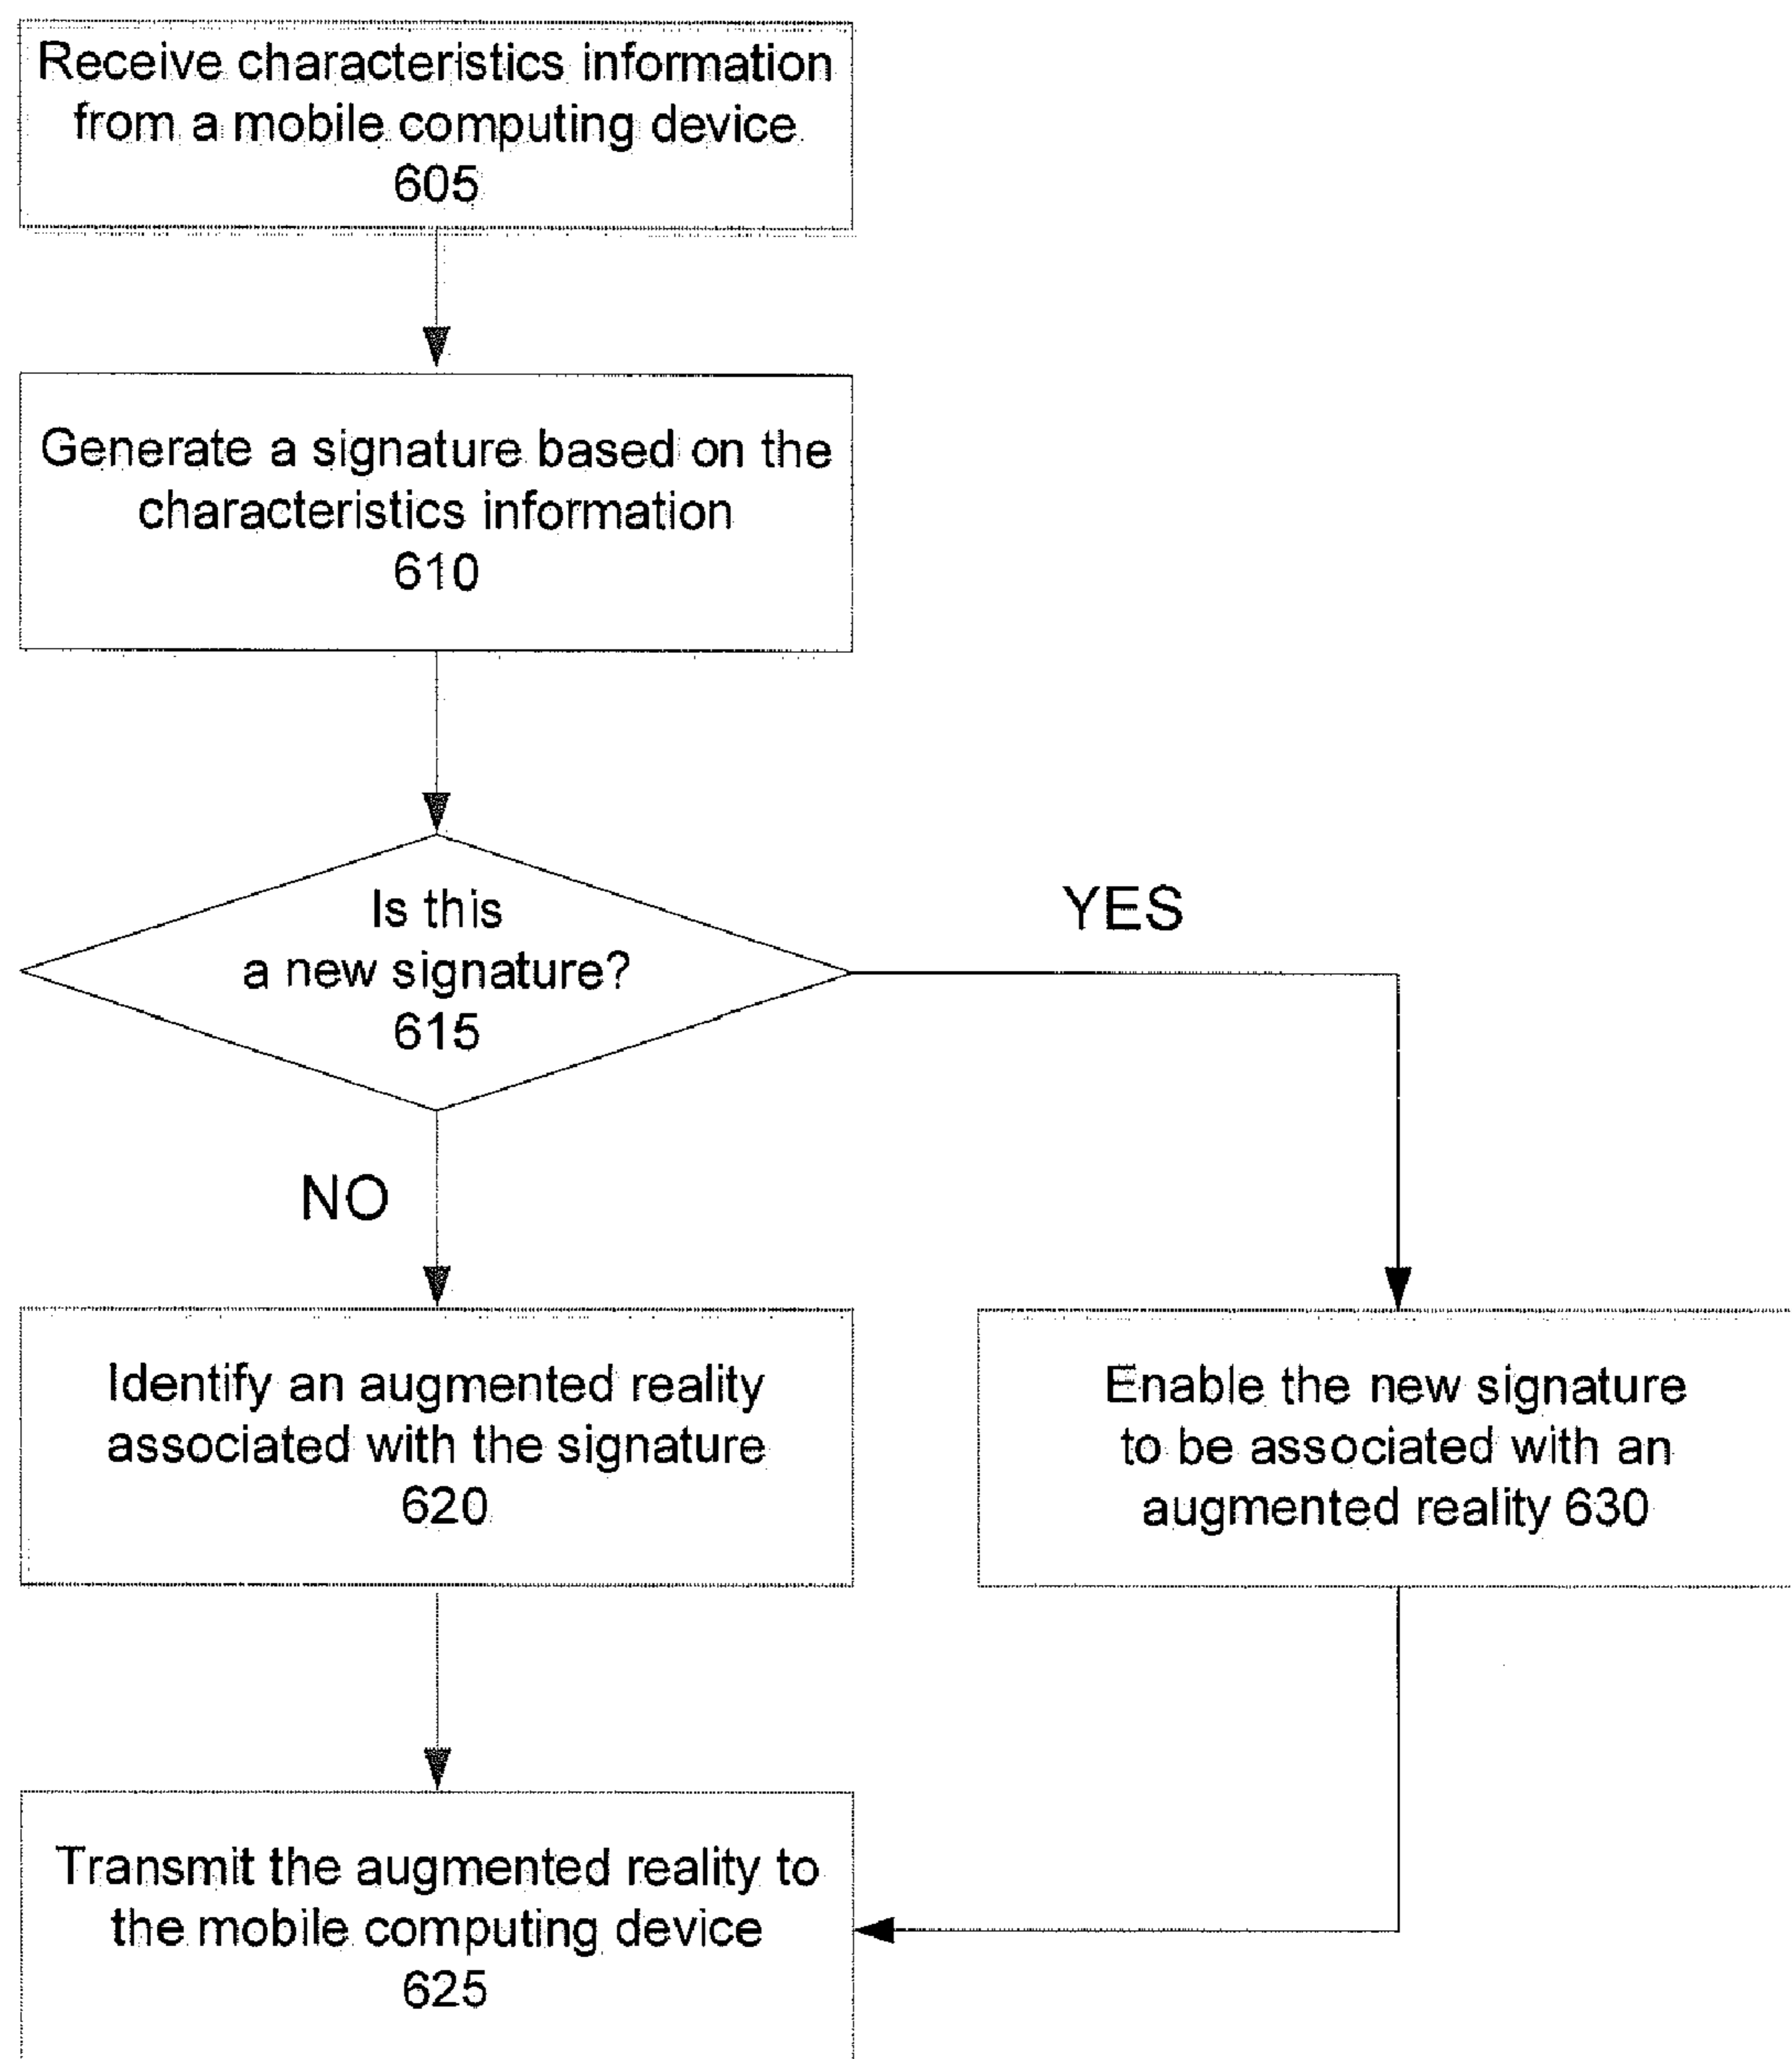 Receive characteristics information
from a mobile computing device
605
Generate a signature based on the
characteristics information
610
Is this
a new signature?
615
YES
NO
Identify an augmented reality
associated with the signature
620
Enable the new signature
to be associated with an
augmented reality 630
Transmit the augmented reality to
the mobile computing device
625